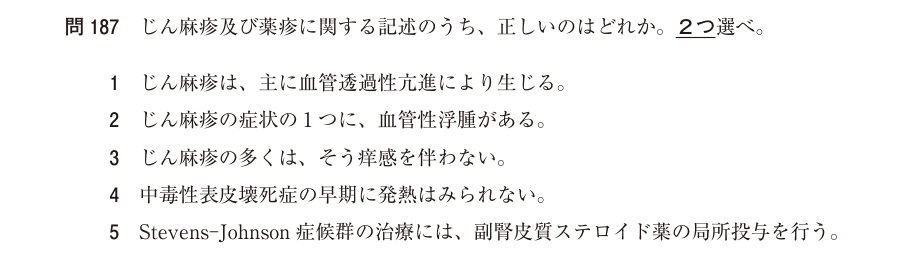 問 187 じん麻疹及び薬疹に関する記述のうち、正しいのはどれか。２つ選べ。
1 じん麻疹は、主に血管透過性亢進により生じる。
2 じん麻疹の症状の１つに、血管性浮腫がある。
3 じん麻疹の多くは、そう痒感を伴わない。
4 中毒性表皮壊死症の早期に発熱はみられない。
5 Stevens-Johnson 症候群の治療には、副腎皮質ステロイド薬の局所投与を行う。